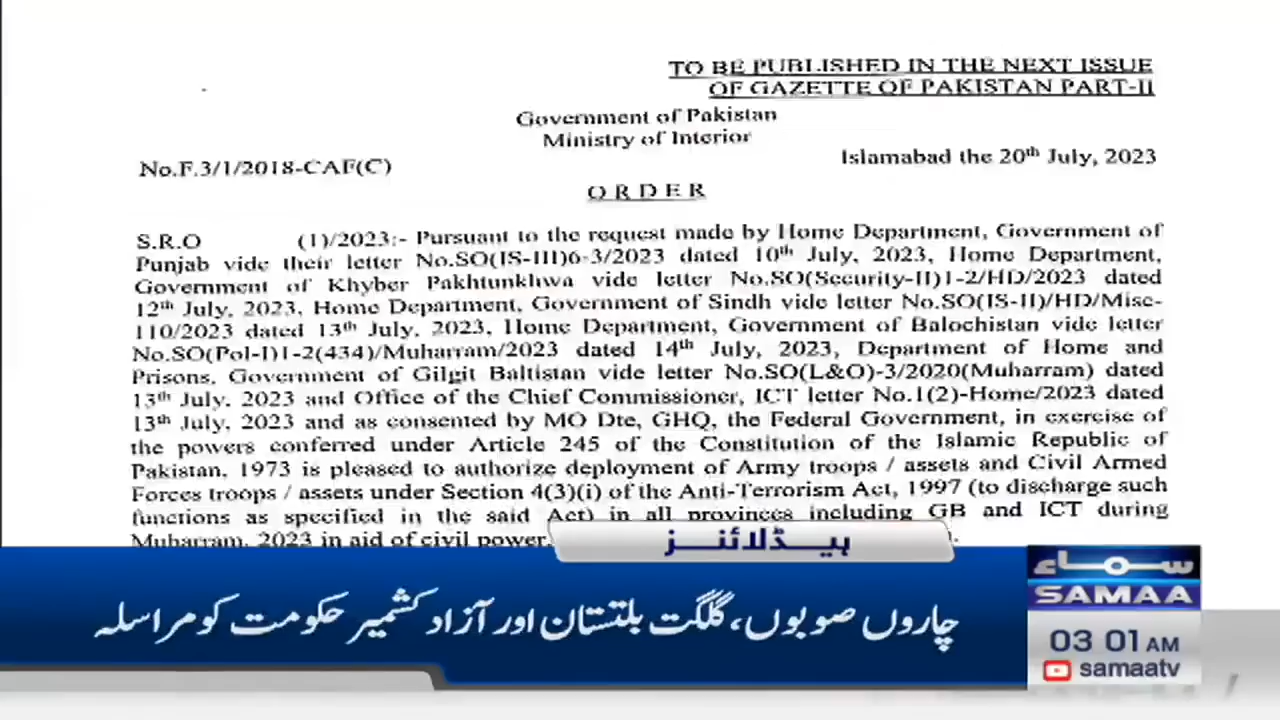 TO BE PUBLISHED IN THE NEXT ISSUE
OF GAZETTE OF PAKISTAN PART-II
Government of Pakistan
Ministry of Interior
No.F.3/1/2018-CAF(C)
Islamabad the 20th July, 2023
O R D E R
S.R.O (1)/2023:- Pursuant to the request made by Home Department, Government of
Punjab vide their letter No.SO(IS-III)6-3/2023 dated 10th July, 2023, Home Department,
Government of Khyber Pakhtunkhwa vide letter No.SO(Security-II)1-2/HD/2023 dated
12th July, 2023, Home Department, Government of Sindh vide letter No.SO(IS-II)/HD/Misc-
110/2023 dated 13th July, 2023, Home Department, Government of Balochistan vide letter
No.SO(Pol-I)1-2(434)/Muharram/2023 dated 14th July, 2023, Department of Home and
Prisons, Government of Gilgit Baltistan vide letter No.SO(L&O)-3/2020(Muharram) dated
13th July, 2023 and Office of the Chief Commissioner, ICT letter No.1(2)-Home/2023 dated
13th July, 2023 and as consented by MO Dte, GHQ, the Federal Government, in exercise of
the powers conferred under Article 245 of the Constitution of the Islamic Republic of
Pakistan, 1973 is pleased to authorize deployment of Army troops / assets and Civil Armed
Forces troops / assets under Section 4(3)(i) of the Anti-Terrorism Act, 1997 (to discharge such
functions as specified in the said Act) in all provinces including GB and ICT during
Muharram, 2023 in aid of civil power
ہیڈلائنز
چاروں صوبوں، گلگت بلتستان اور آزاد کشمیر حکومت کو مراسلہ
سماء
SAMAA
03 01 AM
samaatv